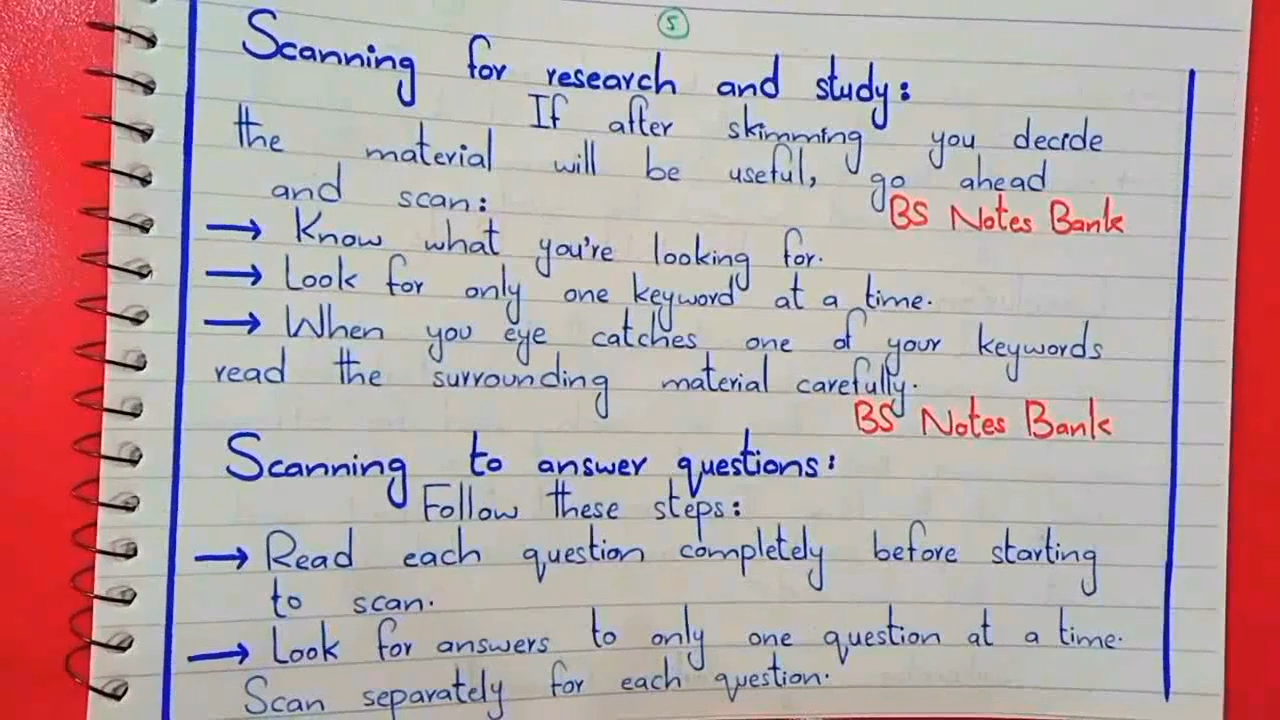 5
Scanning for research and study:
If after skimming you decide
the material will be useful, go ahead
and scan:
BS Notes Bank
→ Know what you're looking for.
→ Look for only one keyword at a time.
→ When you eye catches one of your keywords
read the surrounding material carefully.
BS Notes Bank
Scanning to answer questions:
Follow these steps:
→ Read each question completely before starting
to scan.
→ Look for answers to only one question at a time.
Scan separately for each question.